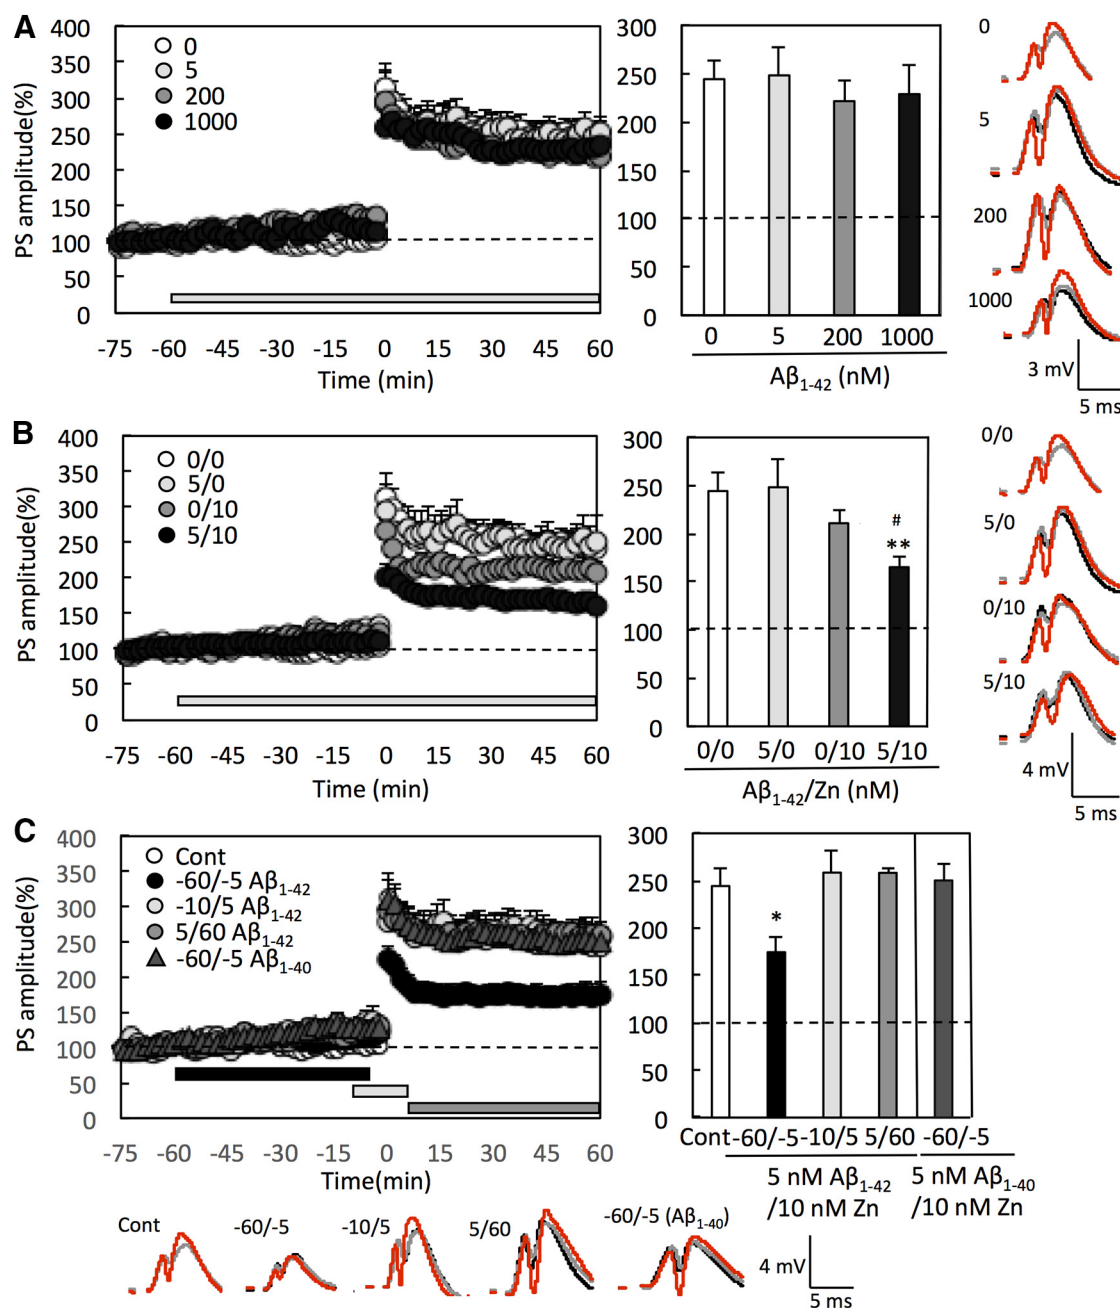 A
PS amplitude(%)
400
350
300
250
200
150
100
50
0
0
5
200
1000
-75 -60 -45 -30 -15 0 15 30 45 60
Time (min)
300
250
200
150
100
50
0
0 5 200 1000
Aβ1-42 (nM)
0
5
200
1000
3 mV
5 ms
B
PS amplitude(%)
400
350
300
250
200
150
100
50
0
0/0
5/0
0/10
5/10
-75 -60 -45 -30 -15 0 15 30 45 60
Time (min)
300
250
200
150
100
50
0
#
**
0/0 5/0 0/10 5/10
Aβ1-42/Zn (nM)
0/0
5/0
0/10
5/10
4 mV
5 ms
C
PS amplitude(%)
400
350
300
250
200
150
100
50
0
Cont
-60/-5 Aβ1-42
-10/5 Aβ1-42
5/60 Aβ1-42
-60/-5 Aβ1-40
-75 -60 -45 -30 -15 0 15 30 45 60
Time(min)
300
250
200
150
100
50
0
*
Cont -60/-5 -10/5 5/60 -60/-5
5 nM Aβ1-42 5 nM Aβ1-40
/10 nM Zn /10 nM Zn
Cont
-60/-5
-10/5
5/60
-60/-5 (Aβ1-40)
4 mV
5 ms